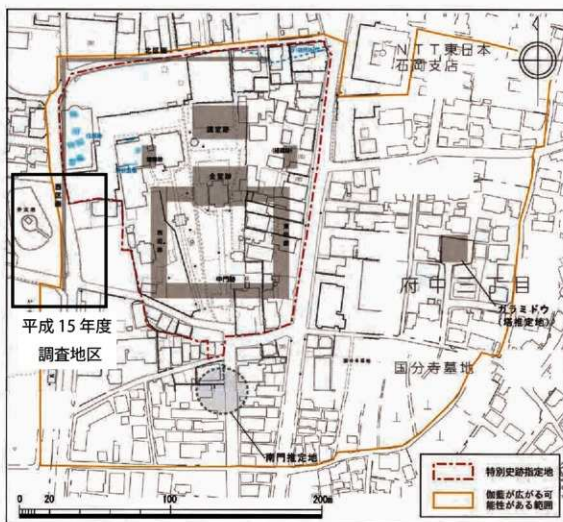 北区画
NTT東日本
石岡支店
講堂跡
金堂跡
中門跡
平成15年度
調査地区
府中三丁目
ガラミドウ
(塔推定地)
国分寺墓地
南門推定地
特別史跡指定地
伽藍が広がる可
能性がある範囲
0 20 100 200m